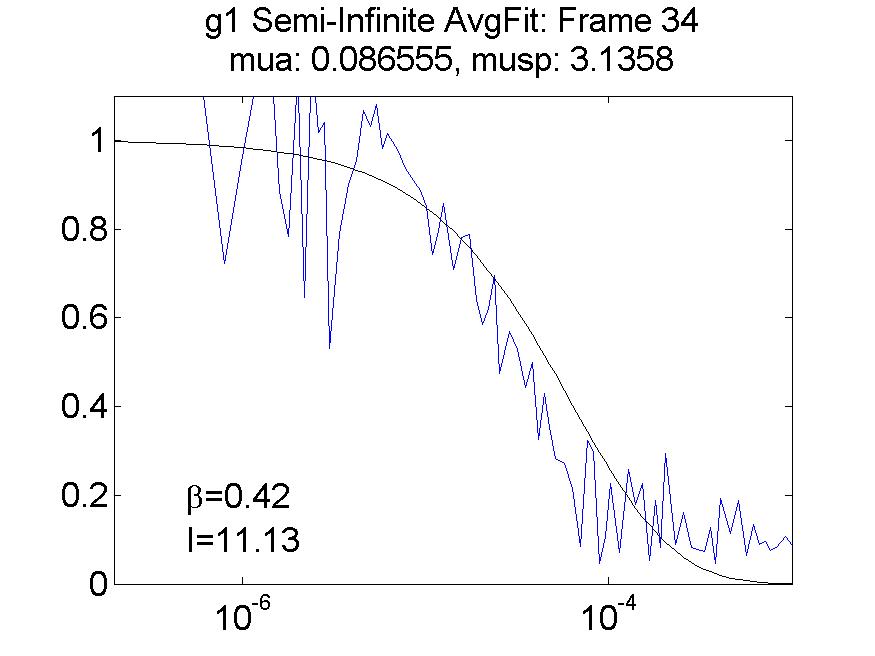 g1 Semi-Infinite AvgFit: Frame 34
mua: 0.086555, musp: 3.1358
1
0.8
0.6
0.4
0.2
0
β=0.42
I=11.13
10^-6
10^-4